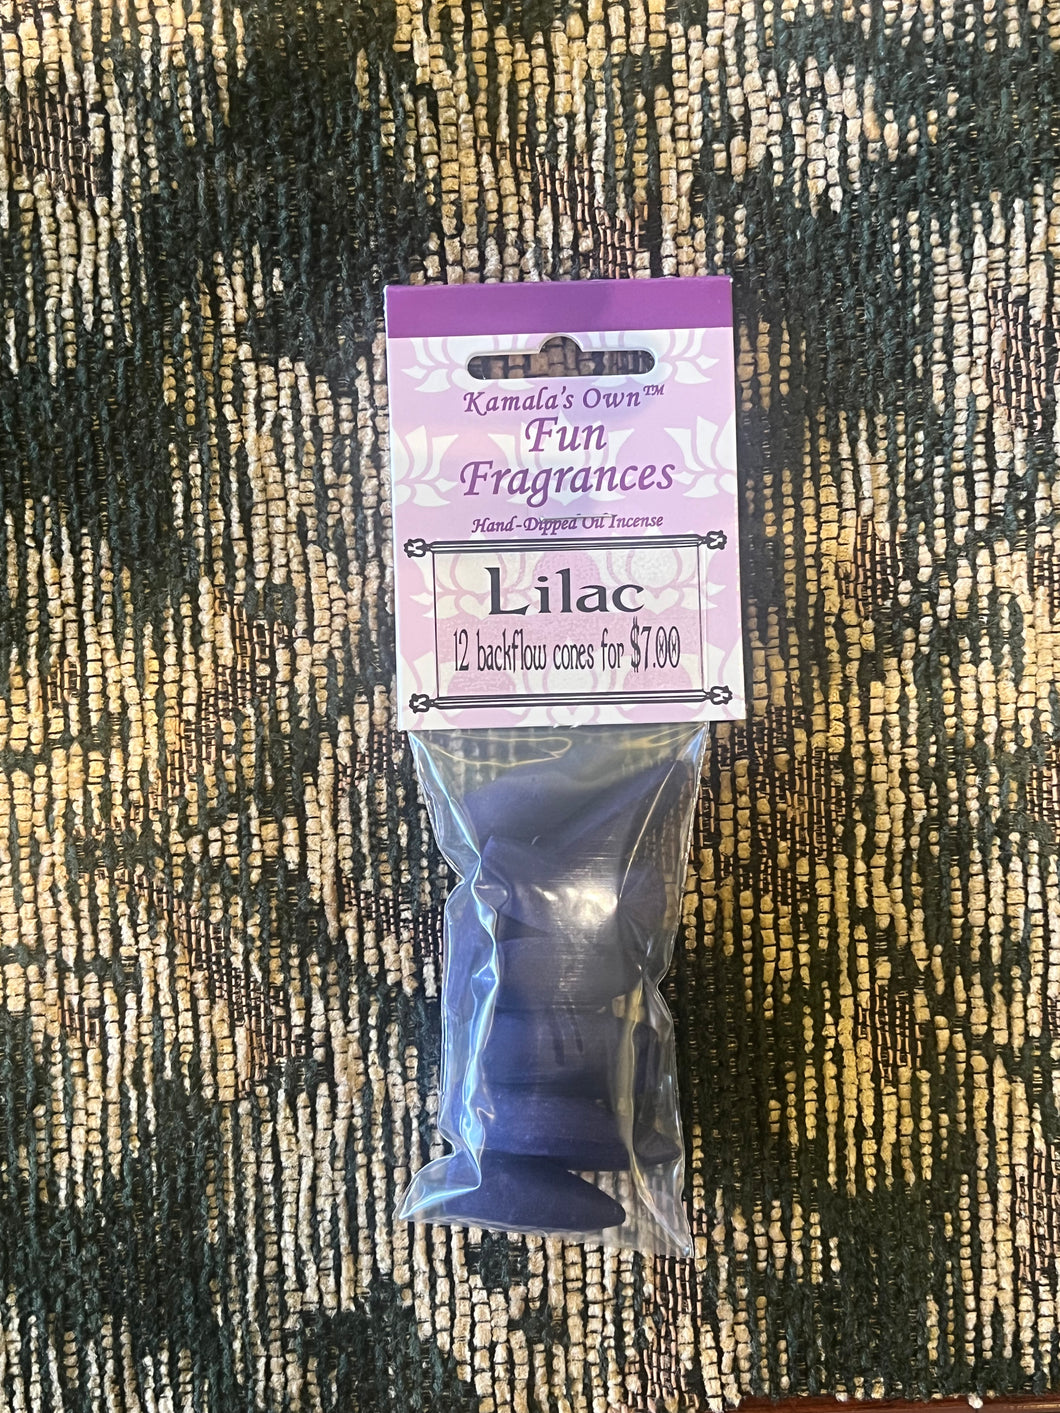 Kamala's Own™
Fun
Fragrances
Hand-Dipped Oil Incense
Lilac
12 backflow cones for $7.00